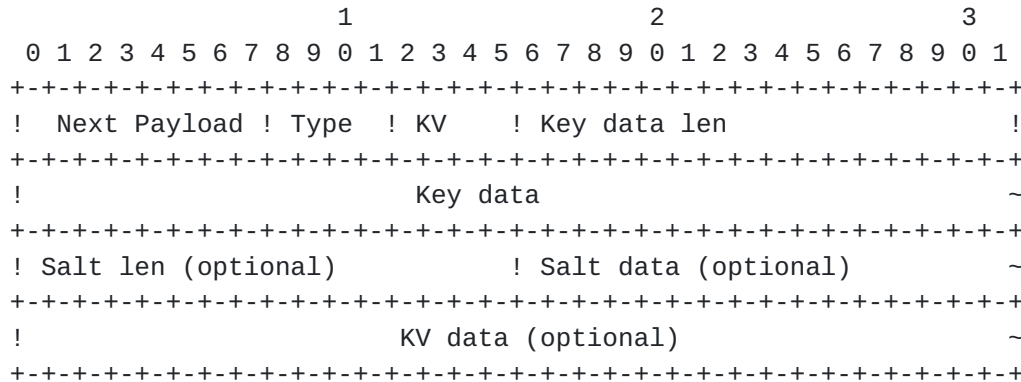 1                   2                   3
 0 1 2 3 4 5 6 7 8 9 0 1 2 3 4 5 6 7 8 9 0 1 2 3 4 5 6 7 8 9 0 1
+-+-+-+-+-+-+-+-+-+-+-+-+-+-+-+-+-+-+-+-+-+-+-+-+-+-+-+-+-+-+-+-+
!  Next Payload ! Type  ! KV    ! Key data len                  !
+-+-+-+-+-+-+-+-+-+-+-+-+-+-+-+-+-+-+-+-+-+-+-+-+-+-+-+-+-+-+-+-+
!                         Key data                              ~
+-+-+-+-+-+-+-+-+-+-+-+-+-+-+-+-+-+-+-+-+-+-+-+-+-+-+-+-+-+-+-+-+
! Salt len (optional)           ! Salt data (optional)          ~
+-+-+-+-+-+-+-+-+-+-+-+-+-+-+-+-+-+-+-+-+-+-+-+-+-+-+-+-+-+-+-+-+
!                        KV data (optional)                     ~
+-+-+-+-+-+-+-+-+-+-+-+-+-+-+-+-+-+-+-+-+-+-+-+-+-+-+-+-+-+-+-+-+